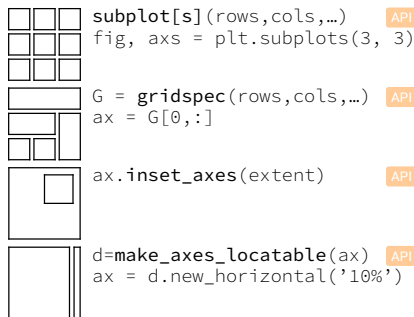 subplot[s](rows,cols,…) API
fig, axs = plt.subplots(3, 3)
G = gridspec(rows,cols,…) API
ax = G[0,:]
ax.inset_axes(extent) API
d=make_axes_locatable(ax) API
ax = d.new_horizontal(’10%’)